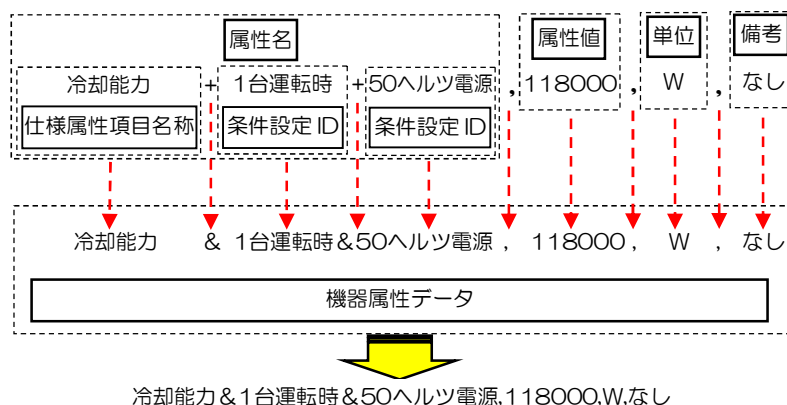 属性名 属性値 単位 備考
冷却能力 + 1台運転時 +50ヘルツ電源 , 118000 , W , なし
仕様属性項目名称 条件設定ID 条件設定ID
冷却能力 & 1台運転時&50ヘルツ電源 , 118000 , W , なし
機器属性データ
冷却能力&1台運転時&50ヘルツ電源,118000,W,なし